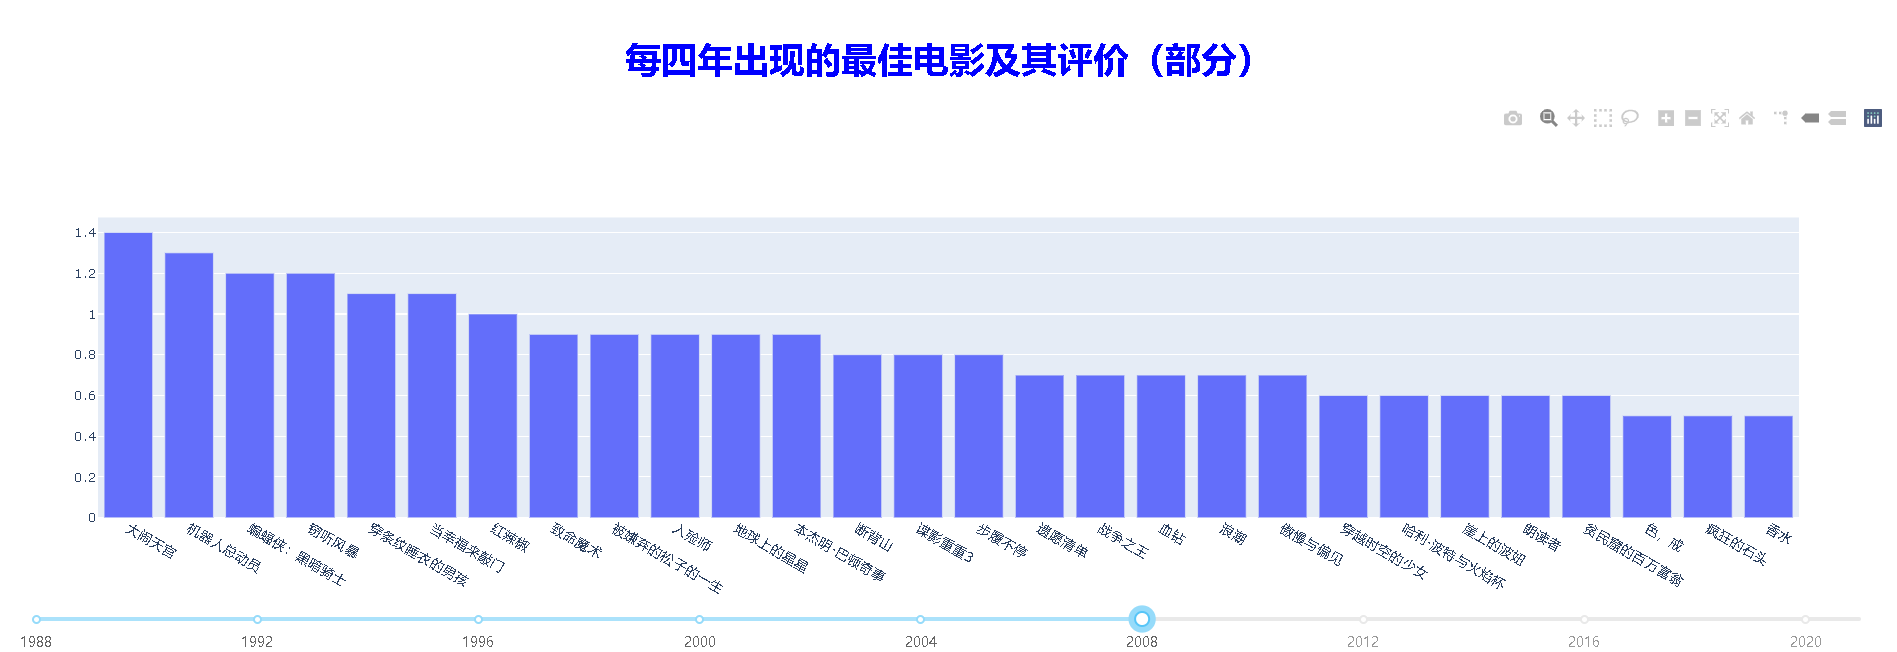 每四年出现的最佳电影及其评价（部分）
1.4
1.2
1
0.8
0.6
0.4
0.2
0
大闹天宫
机器人总动员
蝙蝠侠：黑暗骑士
窃听风暴
穿条纹睡衣的男孩
当幸福来敲门
红辣椒
致命魔术
被嫌弃的松子的一生
入殓师
地球上的星星
本杰明·巴顿奇事
断背山
谍影重重3
步履不停
遗愿清单
战争之王
血钻
浪潮
傲慢与偏见
穿越时空的少女
哈利·波特与火焰杯
崖上的波妞
朗读者
贫民窟的百万富翁
色，戒
疯狂的石头
香水
1988 1992 1996 2000 2004 2008 2012 2016 2020